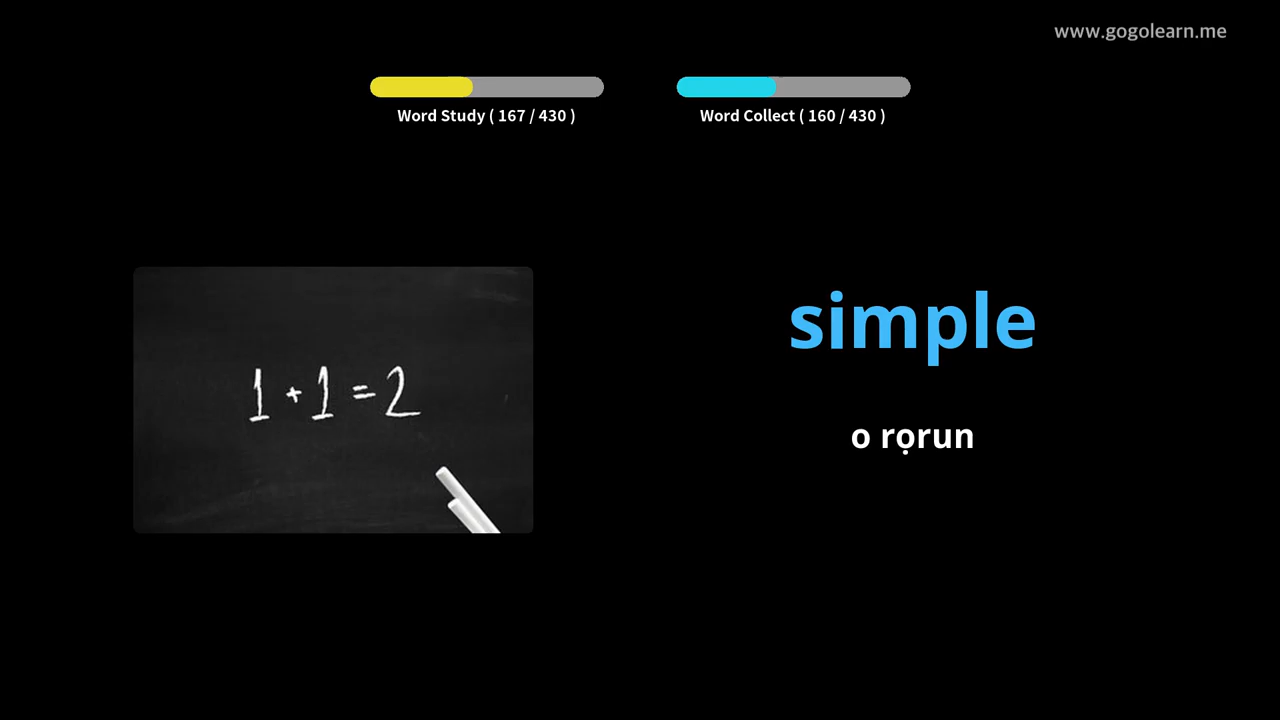 www.gogolearn.me
Word Study ( 167 / 430 )
Word Collect ( 160 / 430 )
1 + 1 = 2
simple
o rọrun